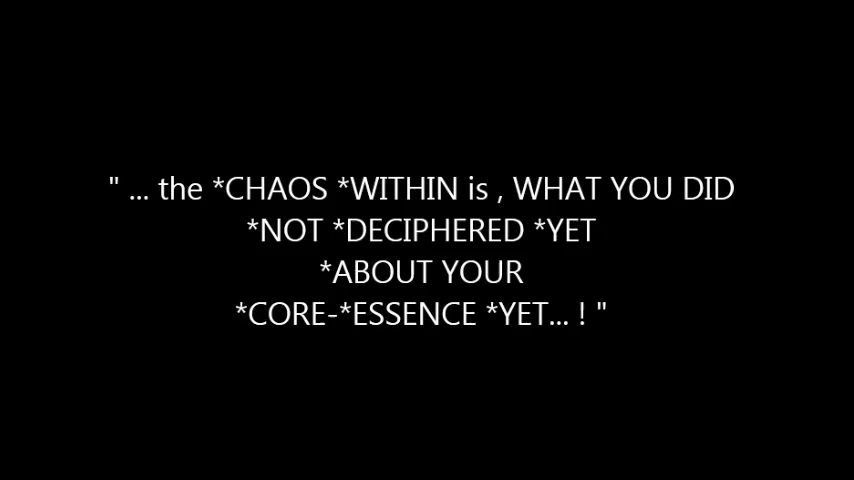 " ... the *CHAOS *WITHIN is , WHAT YOU DID
*NOT *DECIPHERED *YET
*ABOUT YOUR
*CORE-*ESSENCE *YET... ! "